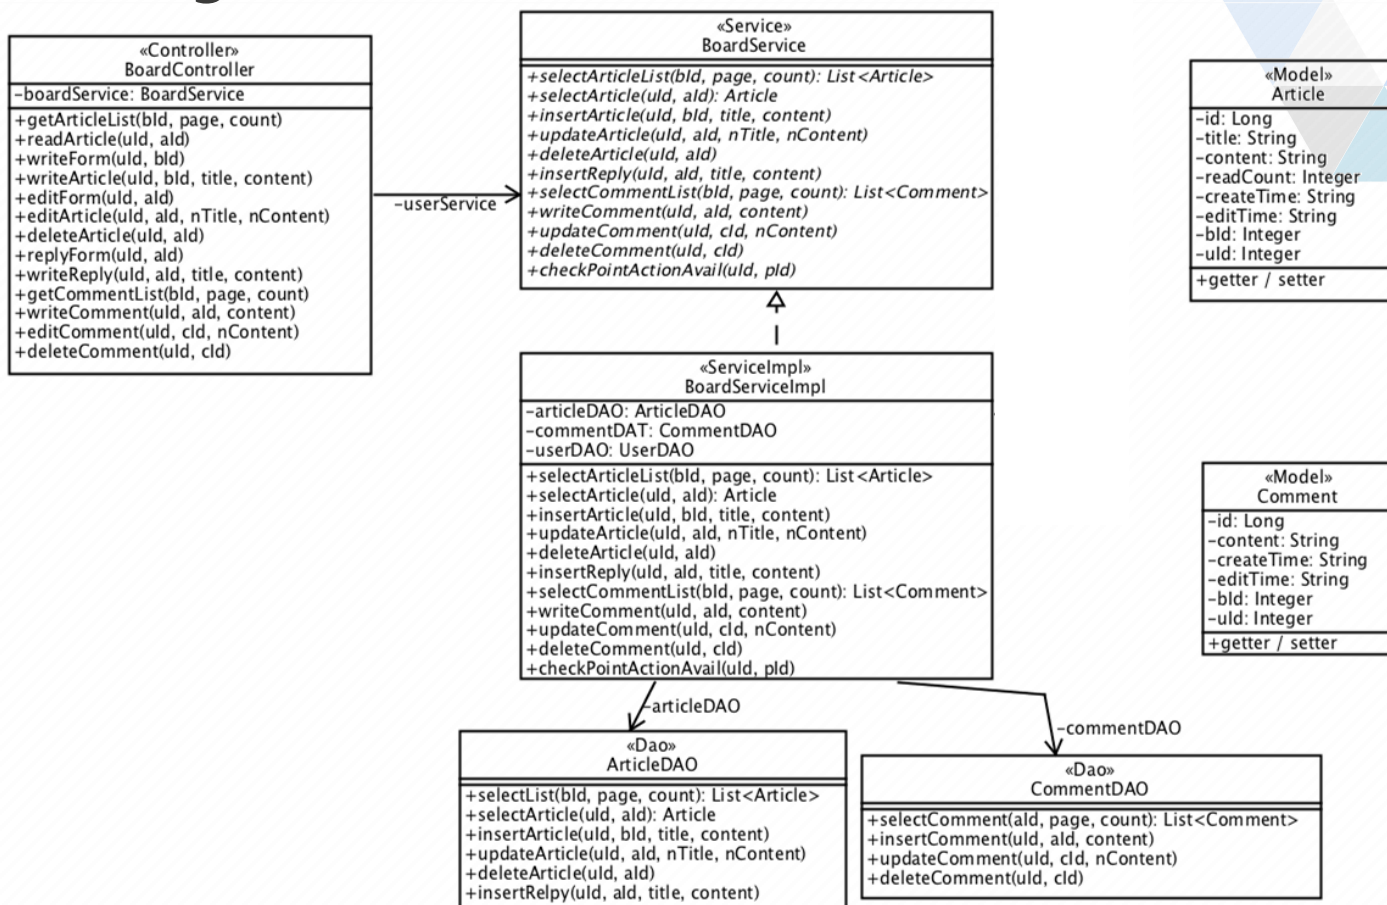 «Controller»
BoardController
-boardService: BoardService
+getArticleList(bId, page, count)
+readArticle(uId, aId)
+writeForm(uId, bId)
+writeArticle(uId, bId, title, content)
+editForm(uId, aId)
+editArticle(uId, aId, nTitle, nContent)
+deleteArticle(uId, aId)
+replyForm(uId, aId)
+writeReply(uId, aId, title, content)
+getCommentList(bId, page, count)
+writeComment(uId, aId, content)
+editComment(uId, cId, nContent)
+deleteComment(uId, cId)
-userService
«Service»
BoardService
+selectArticleList(bId, page, count): List<Article>
+selectArticle(uId, aId): Article
+insertArticle(uId, bId, title, content)
+updateArticle(uId, aId, nTitle, nContent)
+deleteArticle(uId, aId)
+insertReply(uId, aId, title, content)
+selectCommentList(bId, page, count): List<Comment>
+writeComment(uId, aId, content)
+updateComment(uId, cId, nContent)
+deleteComment(uId, cId)
+checkPointActionAvail(uId, pId)
«ServiceImpl»
BoardServiceImpl
-articleDAO: ArticleDAO
-commentDAT: CommentDAO
-userDAO: UserDAO
+selectArticleList(bId, page, count): List<Article>
+selectArticle(uId, aId): Article
+insertArticle(uId, bId, title, content)
+updateArticle(uId, aId, nTitle, nContent)
+deleteArticle(uId, aId)
+insertReply(uId, aId, title, content)
+selectCommentList(bId, page, count): List<Comment>
+writeComment(uId, aId, content)
+updateComment(uId, cId, nContent)
+deleteComment(uId, cId)
+checkPointActionAvail(uId, pId)
-articleDAO
-commentDAO
«Dao»
ArticleDAO
+selectList(bId, page, count): List<Article>
+selectArticle(uId, aId): Article
+insertArticle(uId, bId, title, content)
+updateArticle(uId, aId, nTitle, nContent)
+deleteArticle(uId, aId)
+insertRelpy(uId, aId, title, content)
«Dao»
CommentDAO
+selectComment(aId, page, count): List<Comment>
+insertComment(uId, aId, content)
+updateComment(uId, cId, nContent)
+deleteComment(uId, cId)
«Model»
Article
-id: Long
-title: String
-content: String
-readCount: Integer
-createTime: String
-editTime: String
-bId: Integer
-uId: Integer
+getter / setter
«Model»
Comment
-id: Long
-content: String
-createTime: String
-editTime: String
-bId: Integer
-uId: Integer
+getter / setter